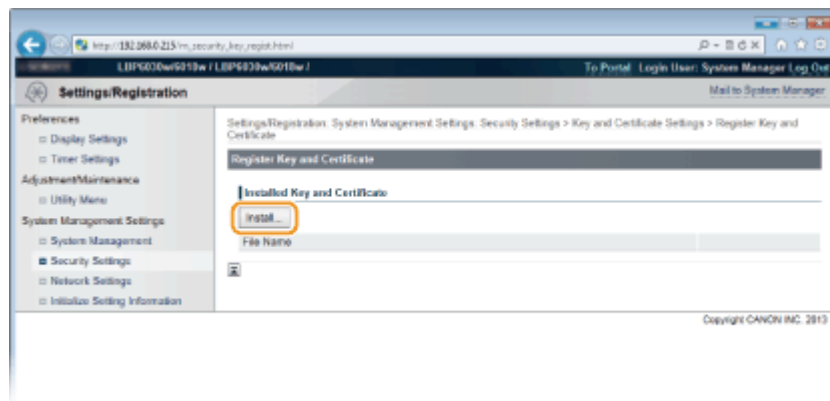 http://192.168.0.215/m_security_key_regist.html
LBP6030w/6018w / LBP6030w/6018w /
To Portal Login User: System Manager Log Out
Settings/Registration
Mail to System Manager
Preferences
Display Settings
Timer Settings
Adjustment/Maintenance
Utility Menu
System Management Settings
System Management
Security Settings
Network Settings
Initialize Setting Information
Settings/Registration: System Management Settings: Security Settings > Key and Certificate Settings > Register Key and
Certificate
Register Key and Certificate
Installed Key and Certificate
Install...
File Name
Copyright CANON INC. 2013